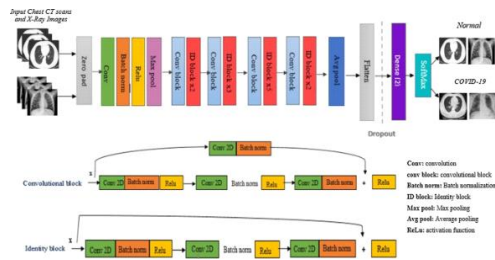 Input Chest CT scans
and X-Ray Images
Zero pad
Conv
Batch norm
Relu
Max pool
Conv block
ID block x2
Conv block
ID block x3
Conv block
ID block x5
Conv block
ID block x2
Avg pool
Flatten
Dropout
Dense (2)
SoftMax
Normal
COVID-19
Conv 2D Batch norm
x
Convolutional block
Conv 2D Batch norm Relu Conv 2D Batch norm Relu Conv 2D Batch norm + Relu
x
Identity block
Conv 2D Batch norm Relu Conv 2D Batch norm Relu Conv 2D Batch norm + Relu
Conv: convolution
conv block: convolutional block
Batch norm: Batch normalization
ID block: Identity block
Max pool: Max pooling
Avg pool: Average pooling
ReLu: activation function